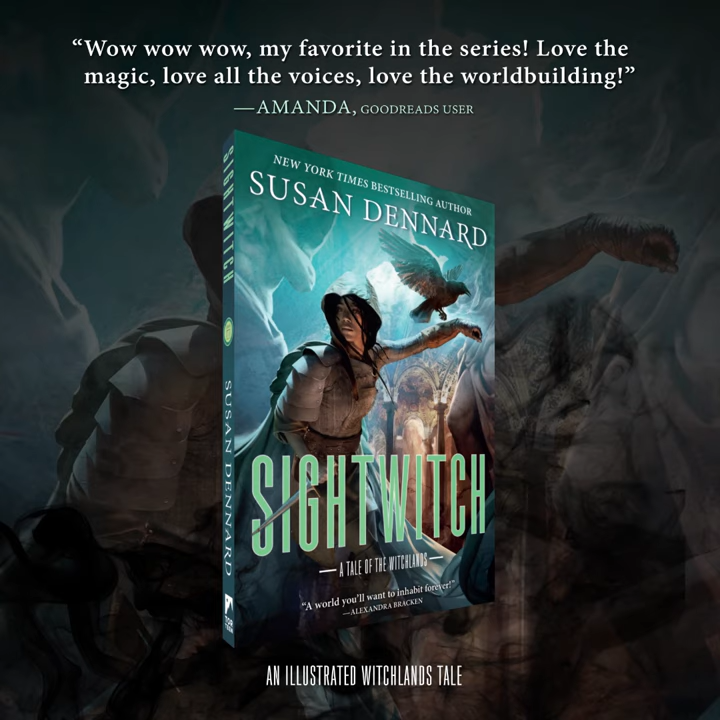 “Wow wow wow, my favorite in the series! Love the
magic, love all the voices, love the worldbuilding!”
—AMANDA, GOODREADS USER
NEW YORK TIMES BESTSELLING AUTHOR
SUSAN DENNARD
SIGHTWITCH
— A TALE OF THE WITCHLANDS —
“A world you'll want to inhabit forever!”
—ALEXANDRA BRACKEN
SIGHTWITCH
SUSAN DENNARD
TOR
TEEN
AN ILLUSTRATED WITCHLANDS TALE